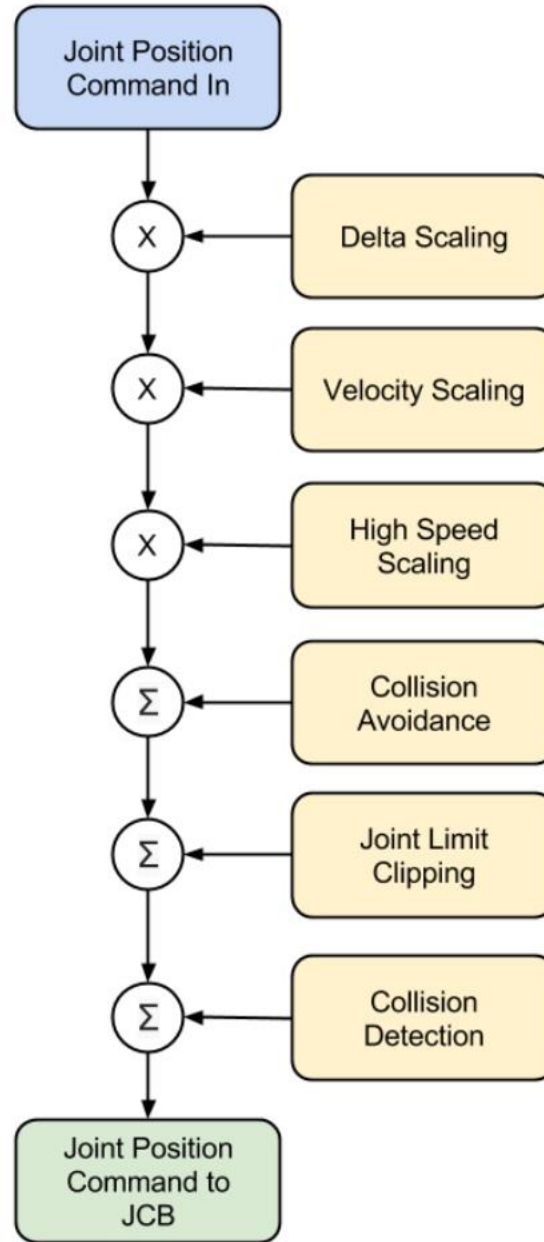 Joint Position
Command In
X
Delta Scaling
X
Velocity Scaling
X
High Speed
Scaling
Σ
Collision
Avoidance
Σ
Joint Limit
Clipping
Σ
Collision
Detection
Joint Position
Command to
JCB